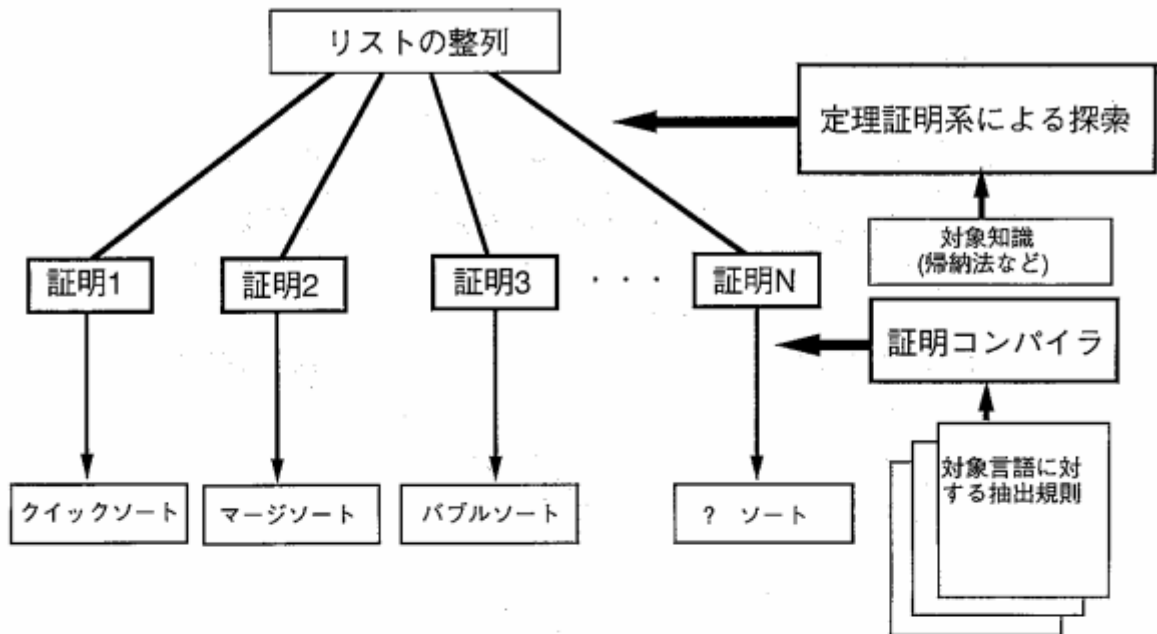 リストの整列
定理証明系による探索
対象知識
(帰納法など)
証明1
証明2
証明3
・・・
証明N
証明コンパイラ
対象言語に対
する抽出規則
クイックソート
マージソート
バブルソート
? ソート